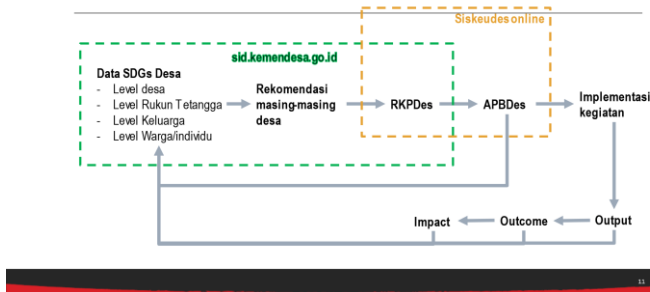 Siskeudes online
sid.kemendesa.go.id
Data SDGs Desa
- Level desa
- Level Rukun Tetangga
- Level Keluarga
- Level Warga/individu
Rekomendasi
masing-masing
desa
RKPDes
APBDes
Implementasi
kegiatan
Impact
Outcome
Output
11